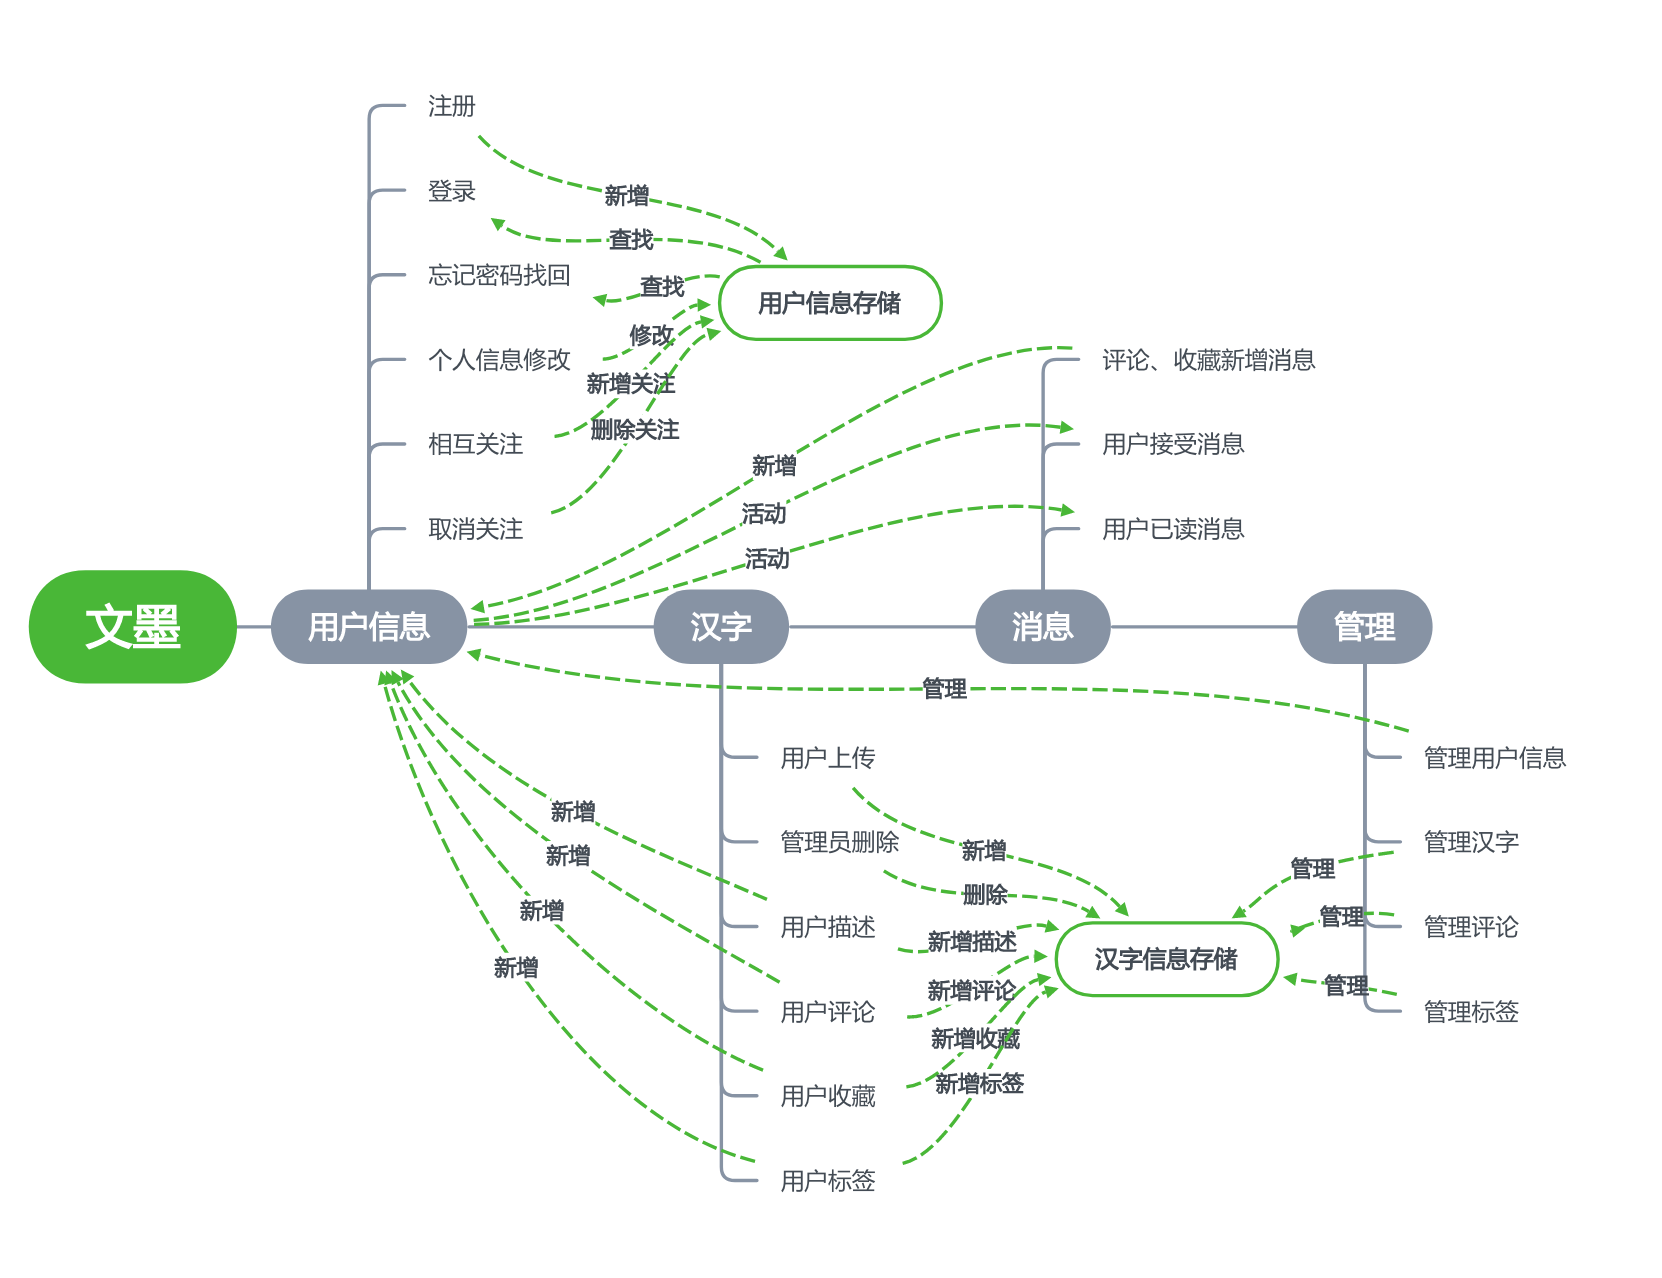 注册
登录
忘记密码找回
个人信息修改
相互关注
取消关注
新增
查找
查找
修改
新增关注
删除关注
用户信息存储
评论、收藏新增消息
用户接受消息
用户已读消息
新增
活动
活动
文墨
用户信息
汉字
消息
管理
管理
用户上传
管理员删除
用户描述
用户评论
用户收藏
用户标签
新增
新增
新增
新增
新增
删除
新增描述
新增评论
新增收藏
新增标签
汉字信息存储
管理
管理
管理
管理用户信息
管理汉字
管理评论
管理标签